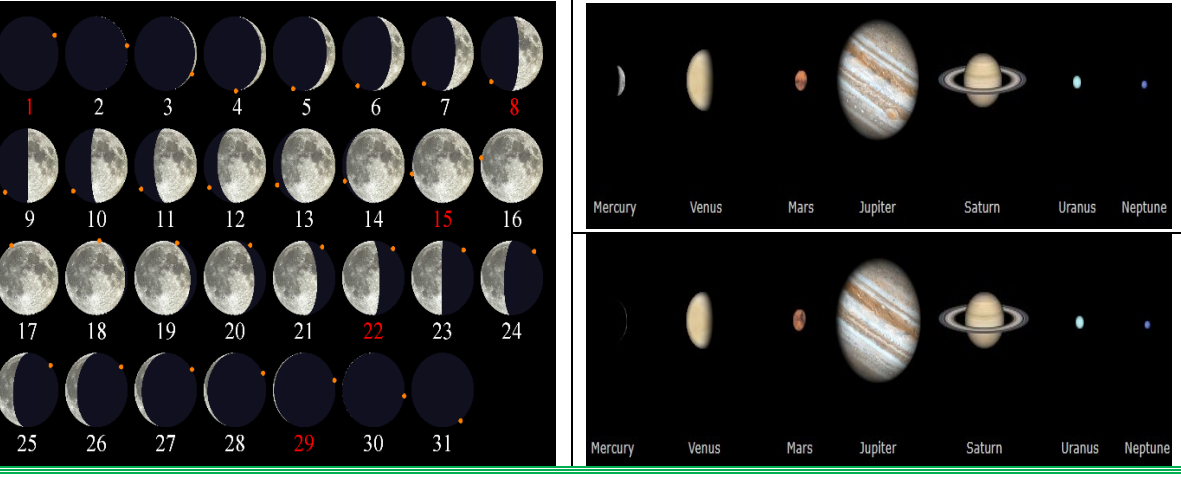 1 2 3 4 5 6 7 8
9 10 11 12 13 14 15 16
17 18 19 20 21 22 23 24
25 26 27 28 29 30 31
Mercury Venus Mars Jupiter Saturn Uranus Neptune
Mercury Venus Mars Jupiter Saturn Uranus Neptune